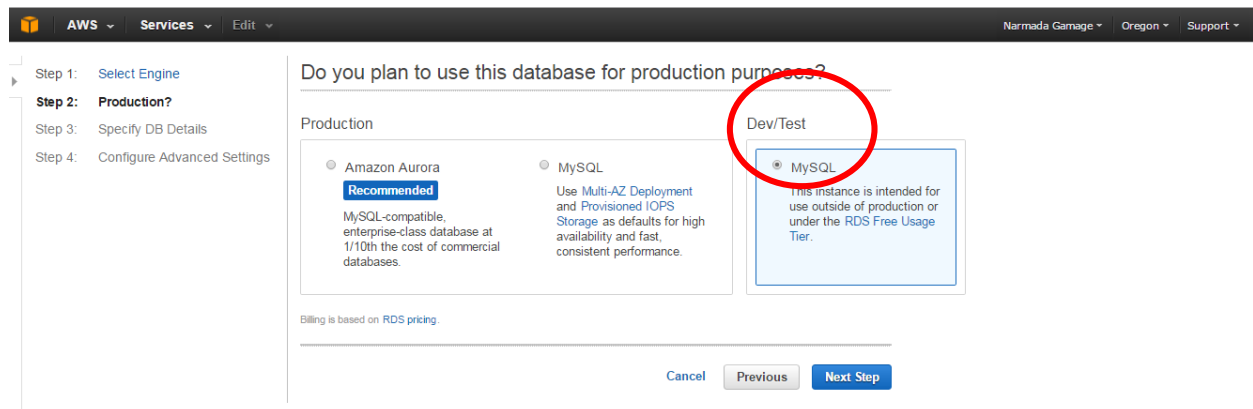 AWS Services Edit Narmada Gamage Oregon Support
Step 1: Select Engine
Step 2: Production?
Step 3: Specify DB Details
Step 4: Configure Advanced Settings
Do you plan to use this database for production purposes?
Production
Amazon Aurora
Recommended
MySQL-compatible,
enterprise-class database at
1/10th the cost of commercial
databases.
MySQL
Use Multi-AZ Deployment
and Provisioned IOPS
Storage as defaults for high
availability and fast,
consistent performance.
Dev/Test
MySQL
This instance is intended for
use outside of production or
under the RDS Free Usage
Tier.
Billing is based on RDS pricing.
Cancel Previous Next Step